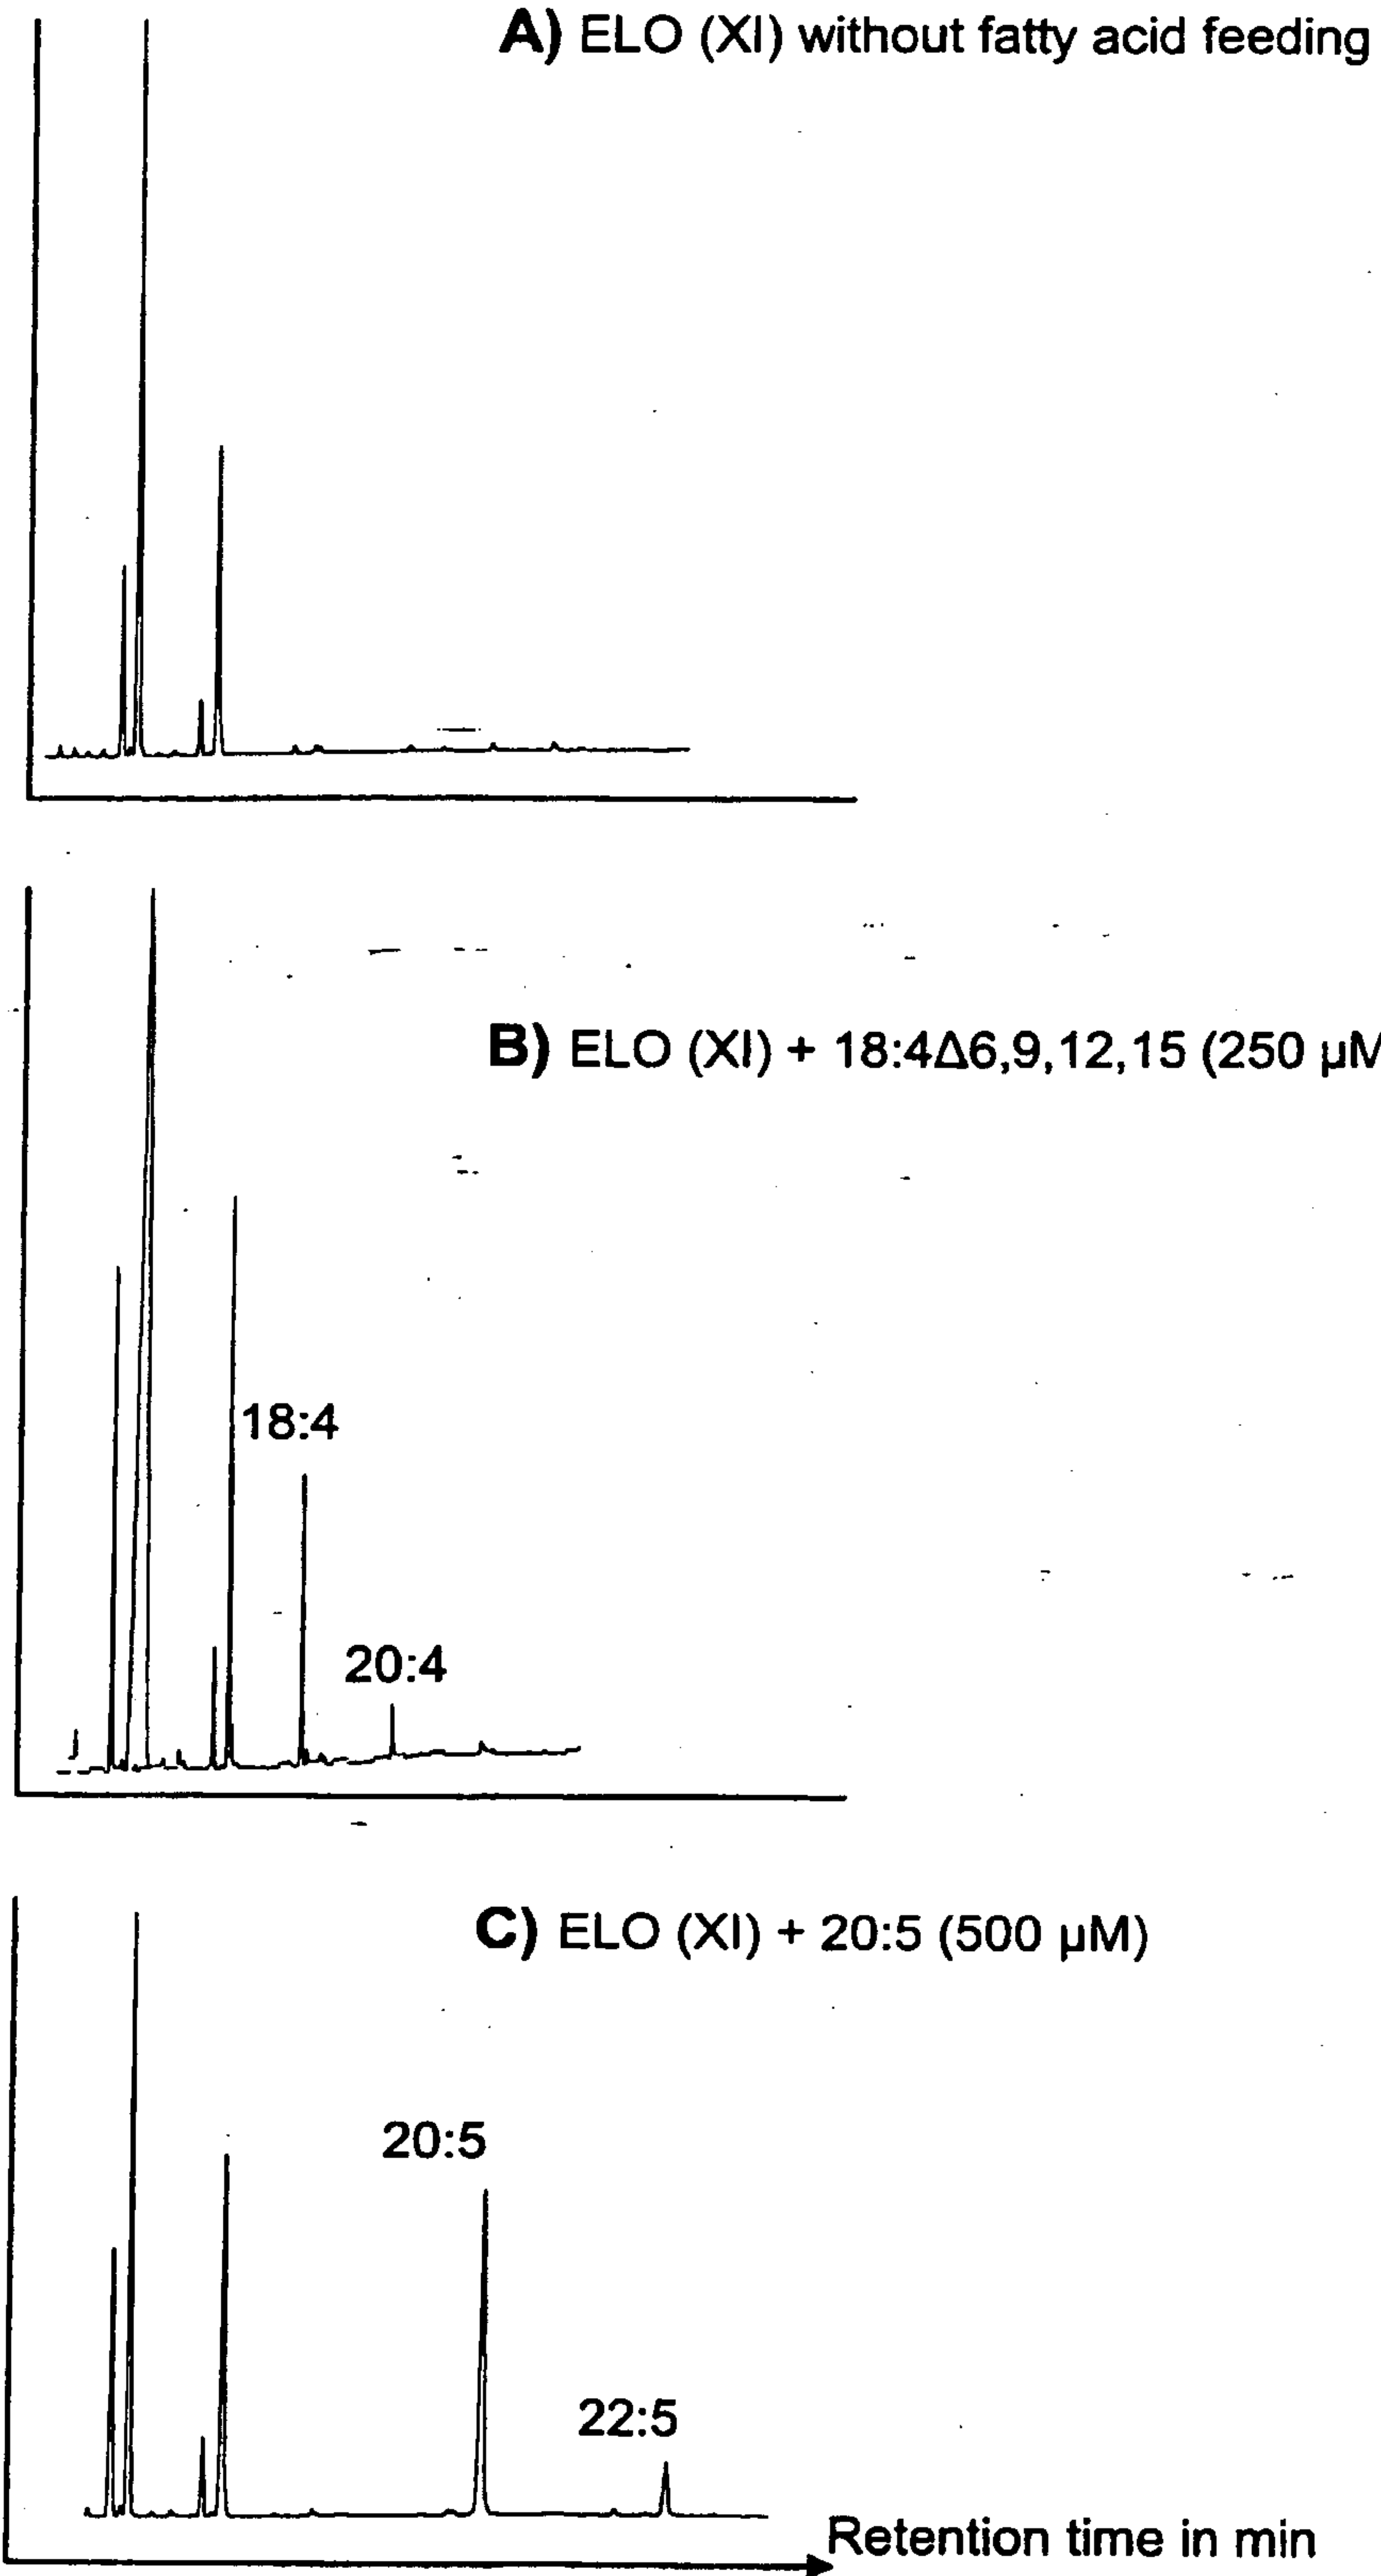 A) ELO (XI) without fatty acid feeding
B) ELO (XI) + 18:4Δ6,9,12,15 (250 µM
18:4
20:4
C) ELO (XI) + 20:5 (500 µM)
20:5
22:5
Retention time in min